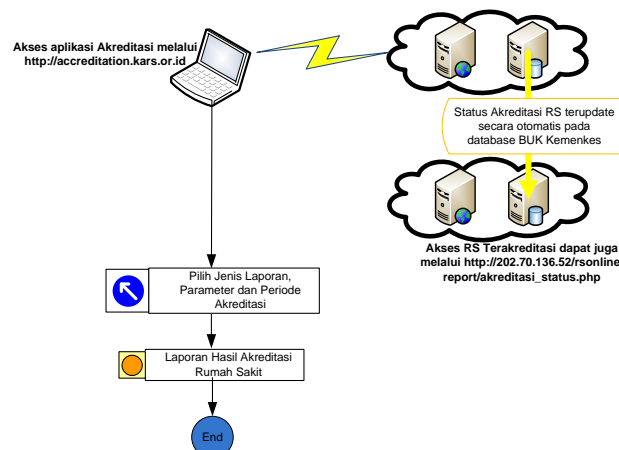 Akses aplikasi Akreditasi melalui
http://accreditation.kars.or.id
Status Akreditasi RS terupdate
secara otomatis pada
database BUK Kemenkes
Akses RS Terakreditasi dapat juga
melalui http://202.70.136.52/rsonline
report/akreditasi_status.php
Pilih Jenis Laporan,
Parameter dan Periode
Akreditasi
Laporan Hasil Akreditasi
Rumah Sakit
End